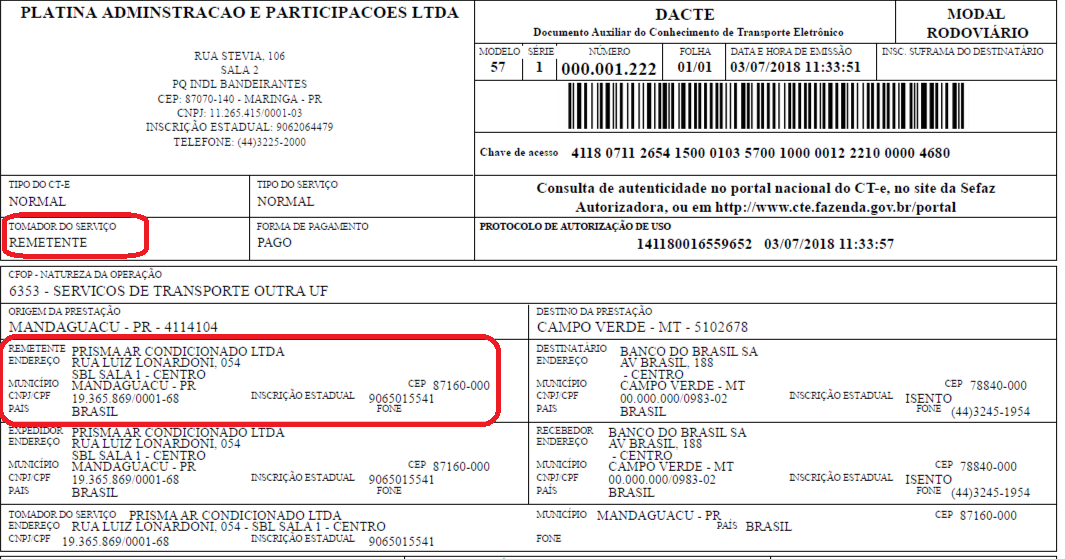 PLATINA ADMINSTRACAO E PARTICIPACOES LTDA
RUA STEVIA, 106
SALA 2
PQ INDL BANDEIRANTES
CEP: 87070-140 - MARINGA - PR
CNPJ: 11.265.415/0001-03
INSCRIÇÃO ESTADUAL: 9062064479
TELEFONE: (44)3225-2000
DACTE
Documento Auxiliar do Conhecimento de Transporte Eletrônico
MODAL
RODOVIÁRIO
MODELO SÉRIE NÚMERO FOLHA DATA E HORA DE EMISSÃO INSC. SUFRAMA DO DESTINATÁRIO
57 1 000.001.222 01/01 03/07/2018 11:33:51
Chave de acesso 4118 0711 2654 1500 0103 5700 1000 0012 2210 0000 4680
TIPO DO CT-E TIPO DO SERVIÇO
NORMAL NORMAL
Consulta de autenticidade no portal nacional do CT-e, no site da Sefaz
Autorizadora, ou em http://www.cte.fazenda.gov.br/portal
TOMADOR DO SERVIÇO FORMA DE PAGAMENTO
REMETENTE PAGO
PROTOCOLO DE AUTORIZAÇÃO DE USO
141180016559652 03/07/2018 11:33:57
CFOP - NATUREZA DA OPERAÇÃO
6353 - SERVICOS DE TRANSPORTE OUTRA UF
ORIGEM DA PRESTAÇÃO
MANDAGUACU - PR - 4114104
DESTINO DA PRESTAÇÃO
CAMPO VERDE - MT - 5102678
REMETENTE PRISMA AR CONDICIONADO LTDA
ENDEREÇO RUA LUIZ LONARDONI, 054
SBL SALA 1 - CENTRO
MUNICÍPIO MANDAGUACU - PR CEP 87160-000
CNPJ/CPF 19.365.869/0001-68 INSCRIÇÃO ESTADUAL 9065015541
PAIS BRASIL FONE
DESTINATÁRIO BANCO DO BRASIL SA
ENDEREÇO AV BRASIL, 188
- CENTRO
MUNICÍPIO CAMPO VERDE - MT CEP 78840-000
CNPJ/CPF 00.000.000/0983-02 INSCRIÇÃO ESTADUAL ISENTO
PAIS BRASIL FONE (44)3245-1954
EXPEDIDOR PRISMA AR CONDICIONADO LTDA
ENDEREÇO RUA LUIZ LONARDONI, 054
SBL SALA 1 - CENTRO
MUNICÍPIO MANDAGUACU - PR CEP 87160-000
CNPJ/CPF 19.365.869/0001-68 INSCRIÇÃO ESTADUAL 9065015541
PAIS BRASIL FONE
RECEBEDOR BANCO DO BRASIL SA
ENDEREÇO AV BRASIL, 188
- CENTRO
MUNICÍPIO CAMPO VERDE - MT CEP 78840-000
CNPJ/CPF 00.000.000/0983-02 INSCRIÇÃO ESTADUAL ISENTO
PAIS BRASIL FONE (44)3245-1954
TOMADOR DO SERVIÇO PRISMA AR CONDICIONADO LTDA MUNICÍPIO MANDAGUACU - PR CEP 87160-000
ENDEREÇO RUA LUIZ LONARDONI, 054 - SBL SALA 1 - CENTRO PAÍS BRASIL
CNPJ/CPF 19.365.869/0001-68 INSCRIÇÃO ESTADUAL 9065015541 FONE